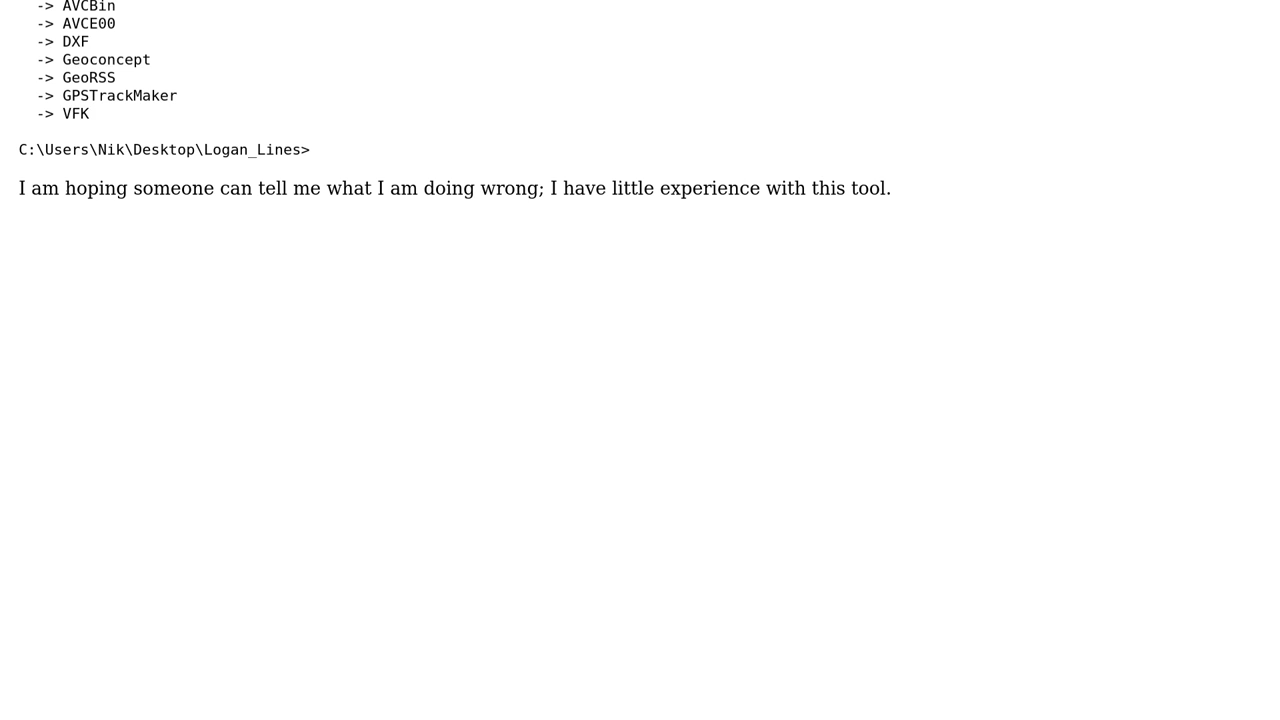 -> AVCBin
-> AVCE00
-> DXF
-> Geoconcept
-> GeoRSS
-> GPSTrackMaker
-> VFK
C:\Users\Nik\Desktop\Logan_Lines>
I am hoping someone can tell me what I am doing wrong; I have little experience with this tool.